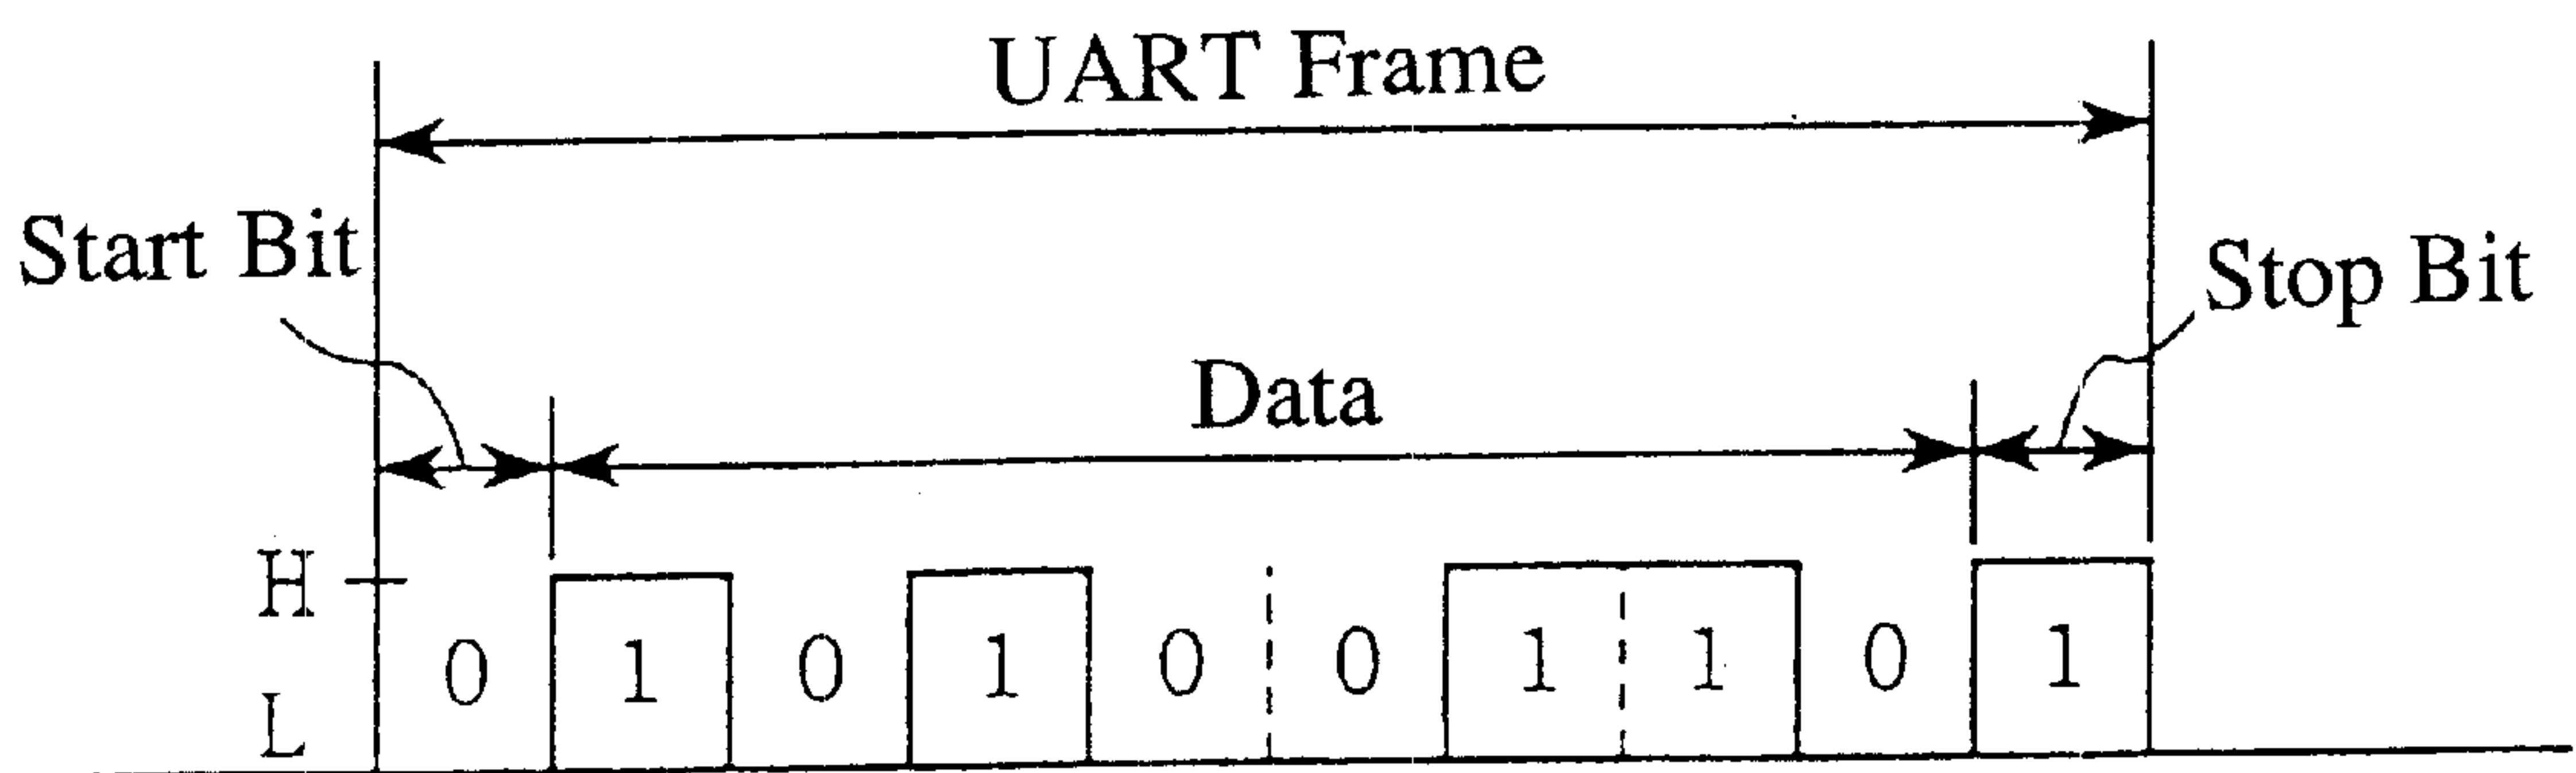 UART Frame
Start Bit
Stop Bit
Data
H
0 1 0 1 0 0 1 1 0 1
L